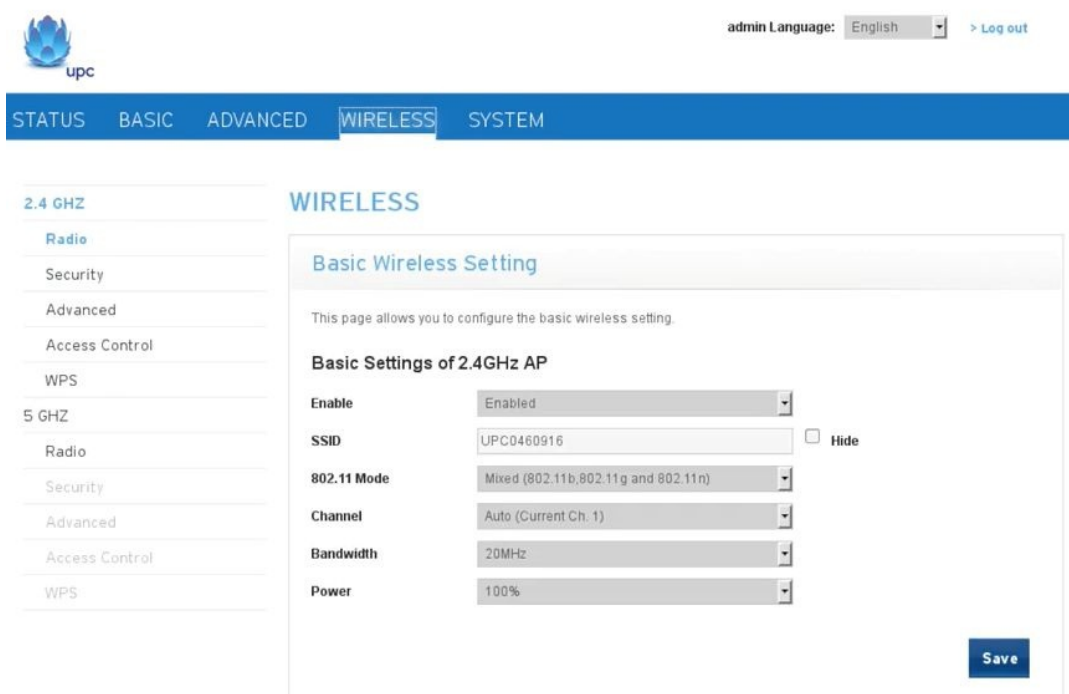 admin Language: English > Log out
upc
STATUS BASIC ADVANCED WIRELESS SYSTEM
2.4 GHZ
Radio
Security
Advanced
Access Control
WPS
5 GHZ
Radio
Security
Advanced
Access Control
WPS
WIRELESS
Basic Wireless Setting
This page allows you to configure the basic wireless setting.
Basic Settings of 2.4GHz AP
Enable Enabled
SSID UPC0460916 Hide
802.11 Mode Mixed (802.11b,802.11g and 802.11n)
Channel Auto (Current Ch. 1)
Bandwidth 20MHz
Power 100%
Save